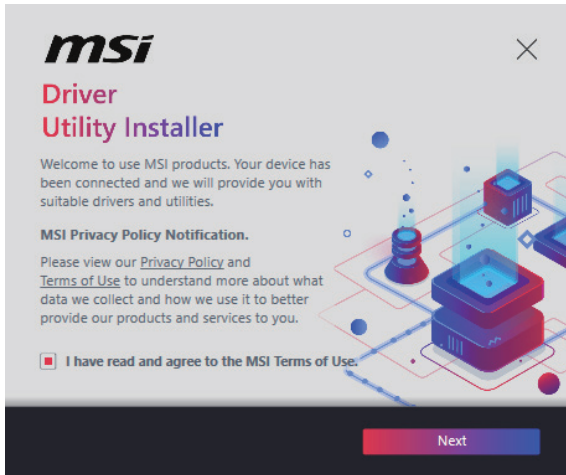 msi
Driver
Utility Installer
Welcome to use MSI products. Your device has
been connected and we will provide you with
suitable drivers and utilities.
MSI Privacy Policy Notification.
Please view our Privacy Policy and
Terms of Use to understand more about what
data we collect and how we use it to better
provide our products and services to you.
I have read and agree to the MSI Terms of Use.
Next